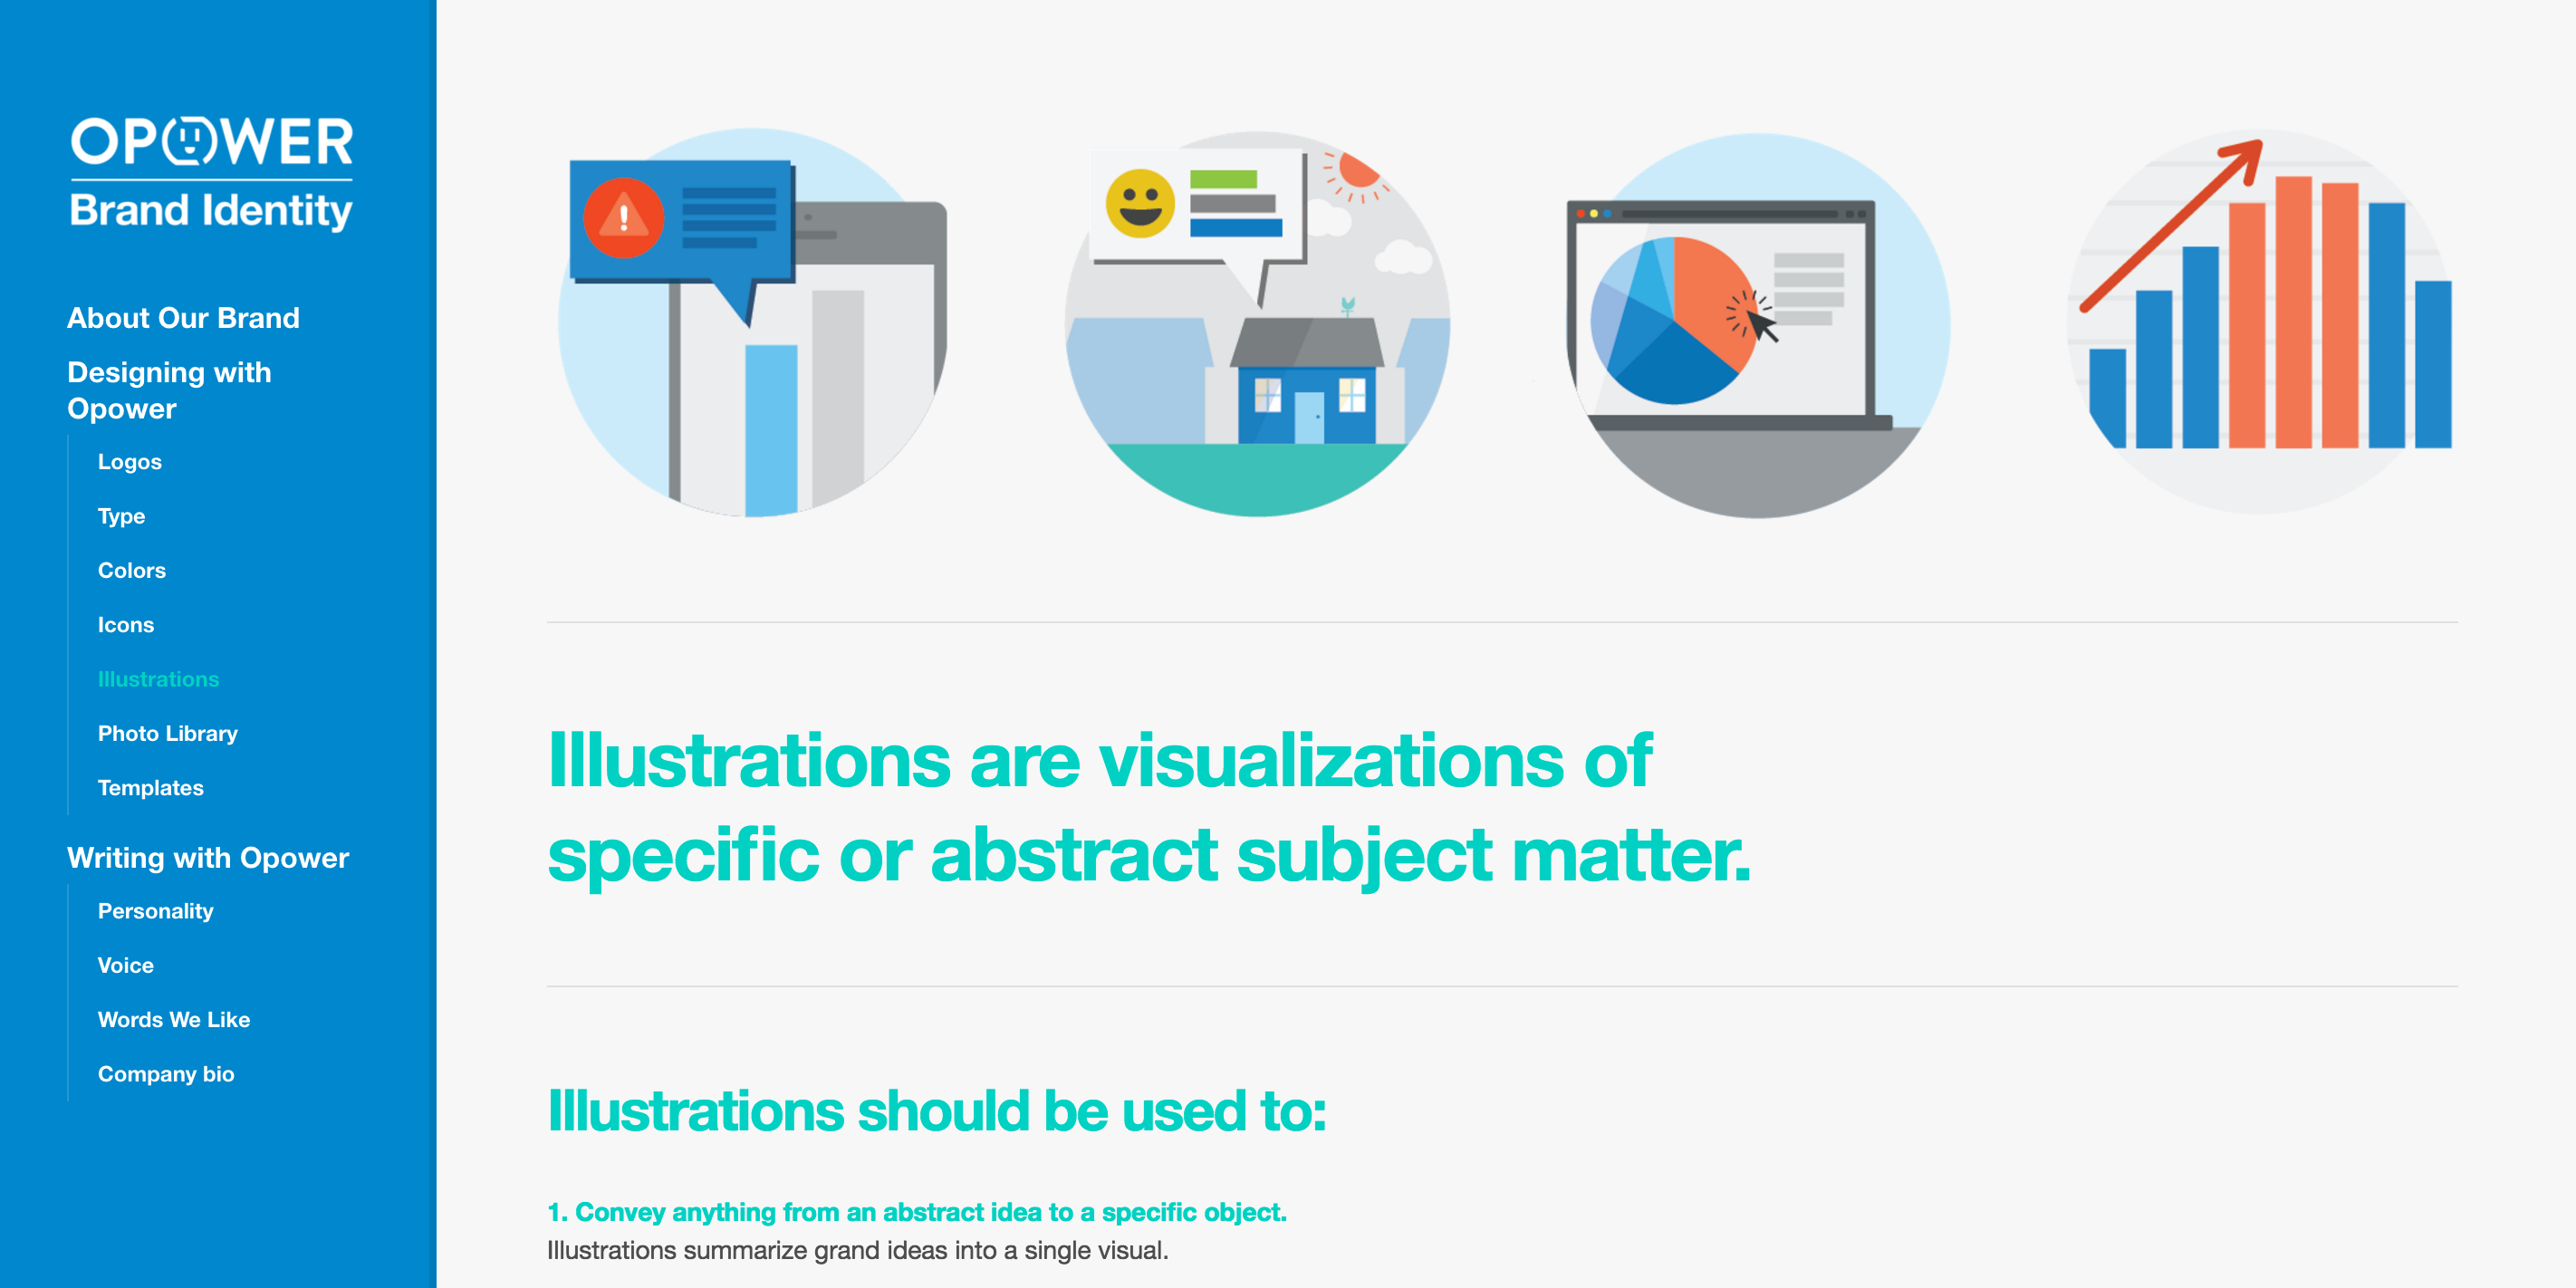 OPOWER
Brand Identity
About Our Brand
Designing with
Opower
Logos
Type
Colors
Icons
Illustrations
Photo Library
Templates
Writing with Opower
Personality
Voice
Words We Like
Company bio
!
Illustrations are visualizations of
specific or abstract subject matter.
Illustrations should be used to:
1. Convey anything from an abstract idea to a specific object.
Illustrations summarize grand ideas into a single visual.